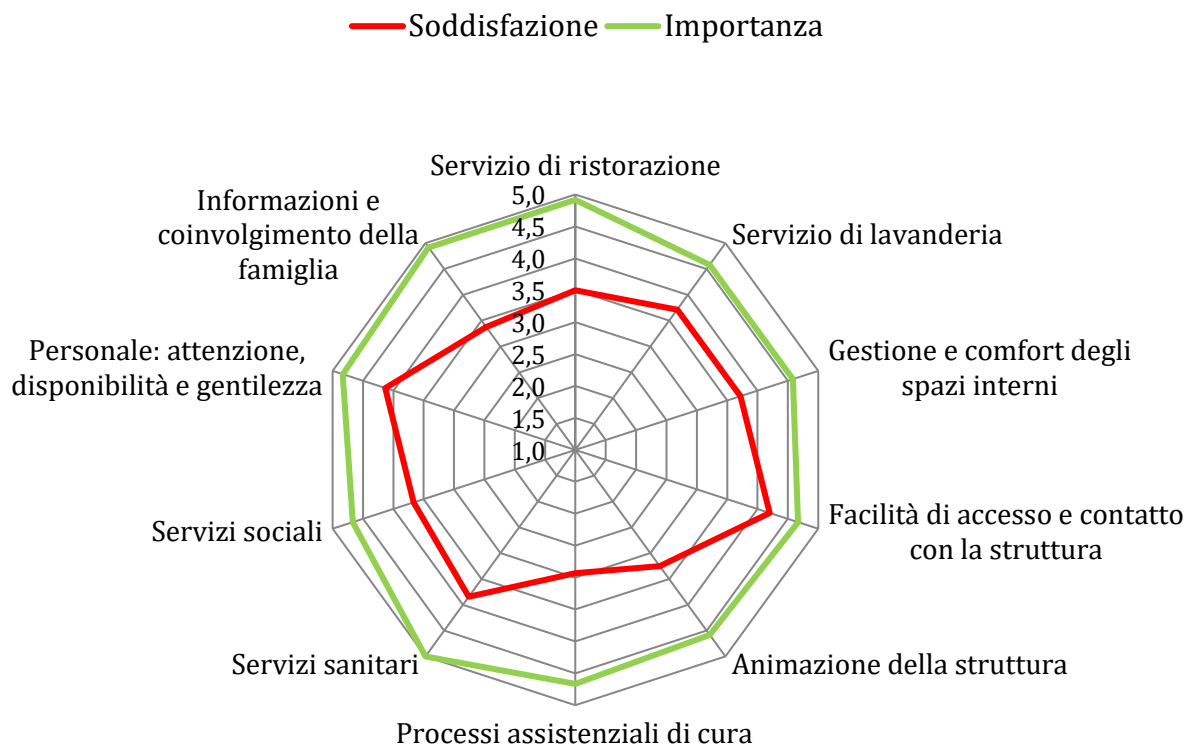 Soddisfazione Importanza
Servizio di ristorazione
5,0
4,5
4,0
3,5
3,0
2,5
2,0
1,5
1,0
Servizio di lavanderia
Gestione e comfort degli
spazi interni
Facilità di accesso e contatto
con la struttura
Animazione della struttura
Processi assistenziali di cura
Servizi sanitari
Servizi sociali
Personale: attenzione,
disponibilità e gentilezza
Informazioni e
coinvolgimento della
famiglia